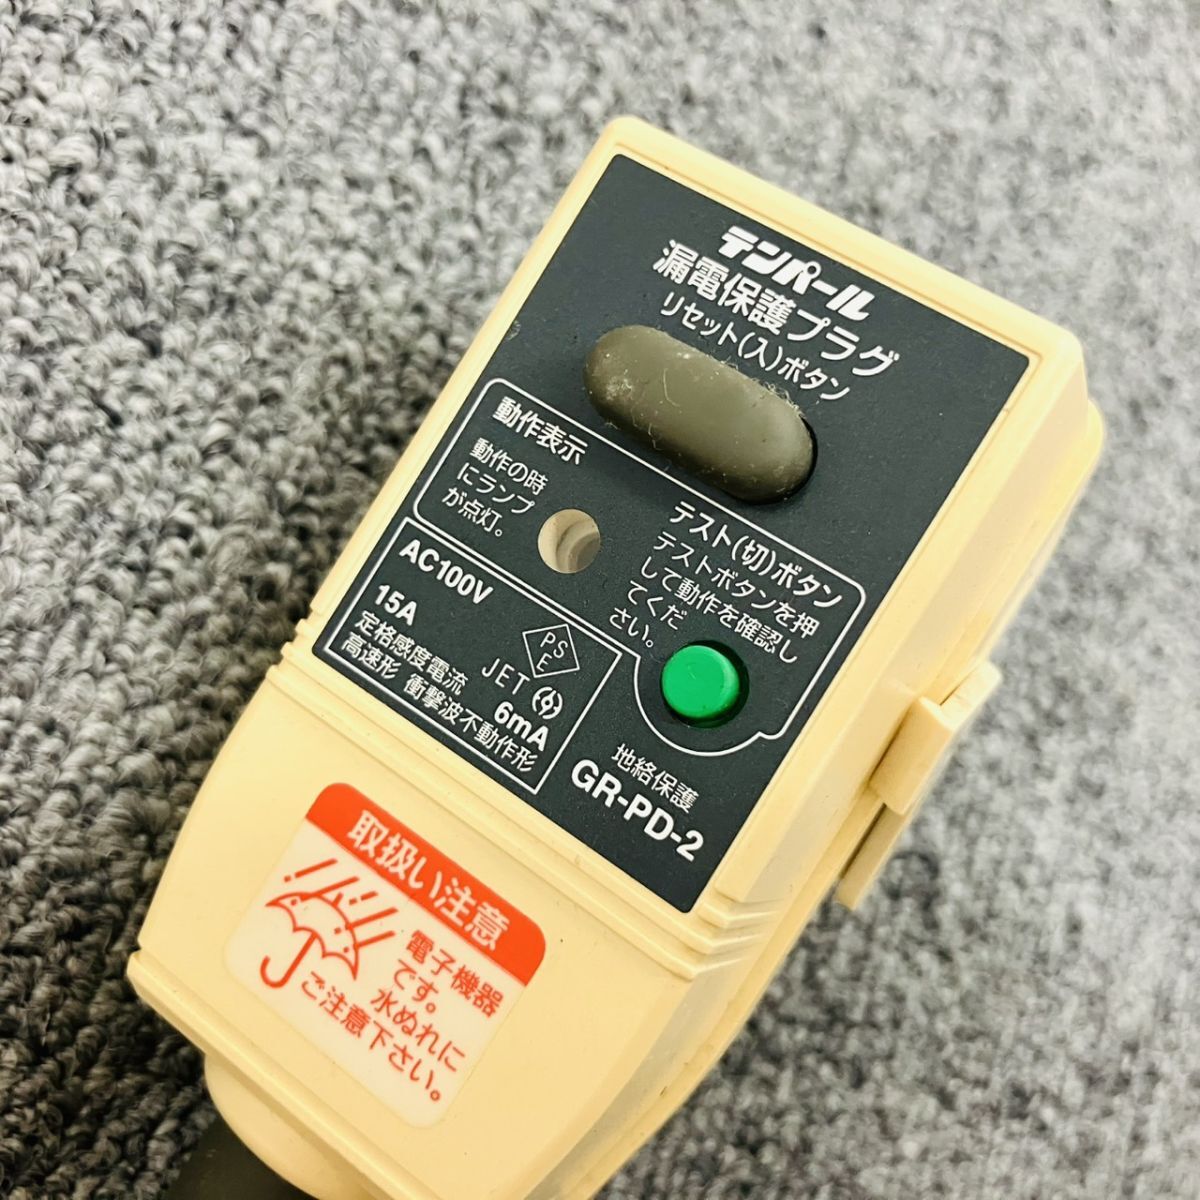 テンパール
漏電保護プラグ
リセット(入)ボタン
動作表示
動作の時
にランプ
が点灯。
テスト(切)ボタン
テストボタンを押
して動作を確認し
てくだ
さい。
AC100V
15A
PS
E
JET
定格感度電流 6mA
高速形 衝撃波不動作形
地絡保護
GR-PD-2
取扱い注意
電子機器
です。
水ぬれに
ご注意下さい。